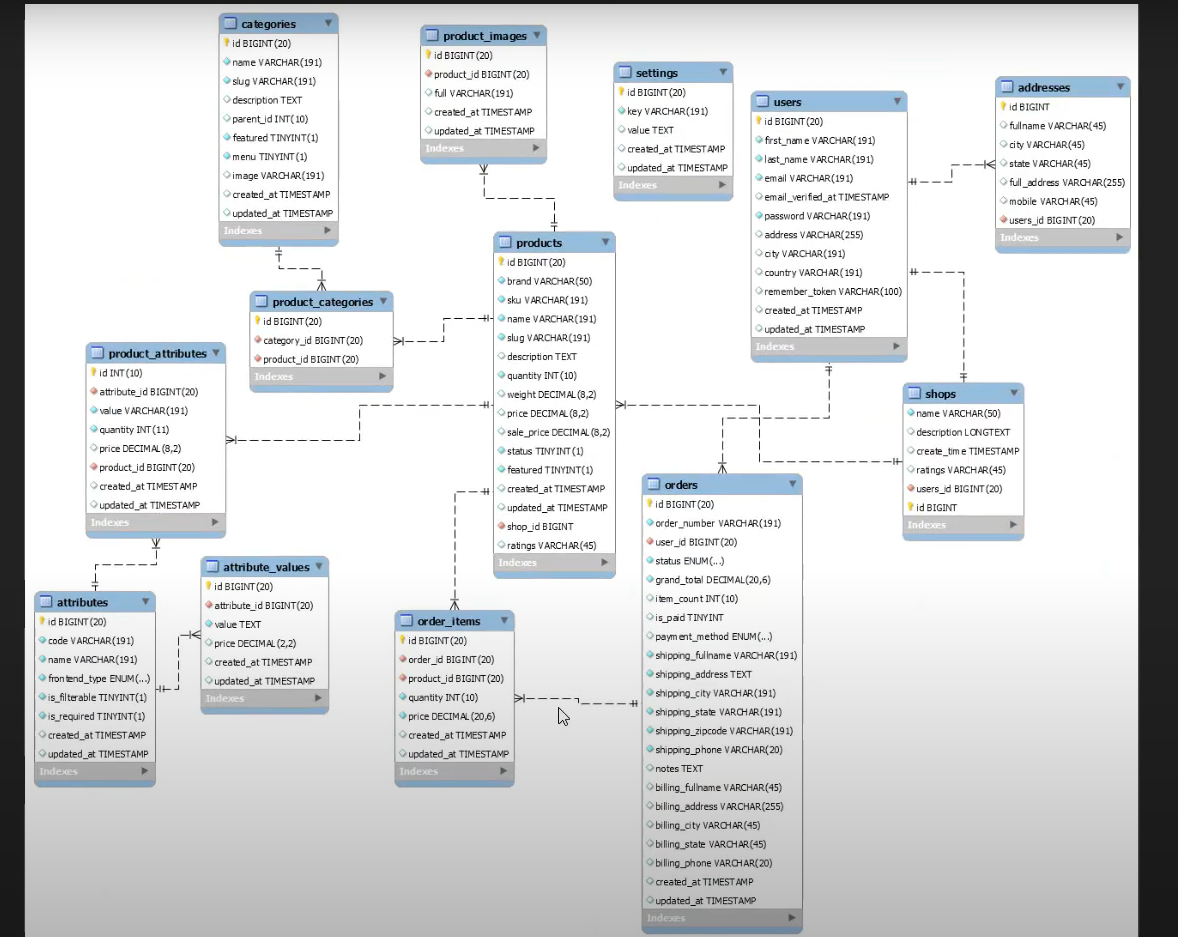 categories
id BIGINT(20)
name VARCHAR(191)
slug VARCHAR(191)
description TEXT
parent_id INT(10)
featured TINYINT(1)
menu TINYINT(1)
image VARCHAR(191)
created_at TIMESTAMP
updated_at TIMESTAMP
Indexes
product_images
id BIGINT(20)
product_id BIGINT(20)
full VARCHAR(191)
created_at TIMESTAMP
updated_at TIMESTAMP
Indexes
settings
id BIGINT(20)
key VARCHAR(191)
value TEXT
created_at TIMESTAMP
updated_at TIMESTAMP
Indexes
users
id BIGINT(20)
first_name VARCHAR(191)
last_name VARCHAR(191)
email VARCHAR(191)
email_verified_at TIMESTAMP
password VARCHAR(191)
address VARCHAR(255)
city VARCHAR(191)
country VARCHAR(191)
remember_token VARCHAR(100)
created_at TIMESTAMP
updated_at TIMESTAMP
Indexes
addresses
id BIGINT
fullname VARCHAR(45)
city VARCHAR(45)
state VARCHAR(45)
full_address VARCHAR(255)
mobile VARCHAR(45)
users_id BIGINT(20)
Indexes
products
id BIGINT(20)
brand VARCHAR(50)
sku VARCHAR(191)
name VARCHAR(191)
slug VARCHAR(191)
description TEXT
quantity INT(10)
weight DECIMAL(8,2)
price DECIMAL(8,2)
sale_price DECIMAL(8,2)
status TINYINT(1)
featured TINYINT(1)
created_at TIMESTAMP
updated_at TIMESTAMP
shop_id BIGINT
ratings VARCHAR(45)
Indexes
product_categories
id BIGINT(20)
category_id BIGINT(20)
product_id BIGINT(20)
Indexes
product_attributes
id INT(10)
attribute_id BIGINT(20)
value VARCHAR(191)
quantity INT(11)
price DECIMAL(8,2)
product_id BIGINT(20)
created_at TIMESTAMP
updated_at TIMESTAMP
Indexes
shops
name VARCHAR(50)
description LONGTEXT
create_time TIMESTAMP
ratings VARCHAR(45)
users_id BIGINT(20)
id BIGINT
Indexes
orders
id BIGINT(20)
order_number VARCHAR(191)
user_id BIGINT(20)
status ENUM(...)
grand_total DECIMAL(20,6)
item_count INT(10)
is_paid TINYINT
payment_method ENUM(...)
shipping_fullname VARCHAR(191)
shipping_address TEXT
shipping_city VARCHAR(191)
shipping_state VARCHAR(191)
shipping_zipcode VARCHAR(191)
shipping_phone VARCHAR(20)
notes TEXT
billing_fullname VARCHAR(45)
billing_address VARCHAR(255)
billing_city VARCHAR(45)
billing_state VARCHAR(45)
billing_phone VARCHAR(20)
created_at TIMESTAMP
updated_at TIMESTAMP
Indexes
attribute_values
id BIGINT(20)
attribute_id BIGINT(20)
value TEXT
price DECIMAL(2,2)
created_at TIMESTAMP
updated_at TIMESTAMP
Indexes
attributes
id BIGINT(20)
code VARCHAR(191)
name VARCHAR(191)
frontend_type ENUM(...)
is_filterable TINYINT(1)
is_required TINYINT(1)
created_at TIMESTAMP
updated_at TIMESTAMP
Indexes
order_items
id BIGINT(20)
order_id BIGINT(20)
product_id BIGINT(20)
quantity INT(10)
price DECIMAL(20,6)
created_at TIMESTAMP
updated_at TIMESTAMP
Indexes